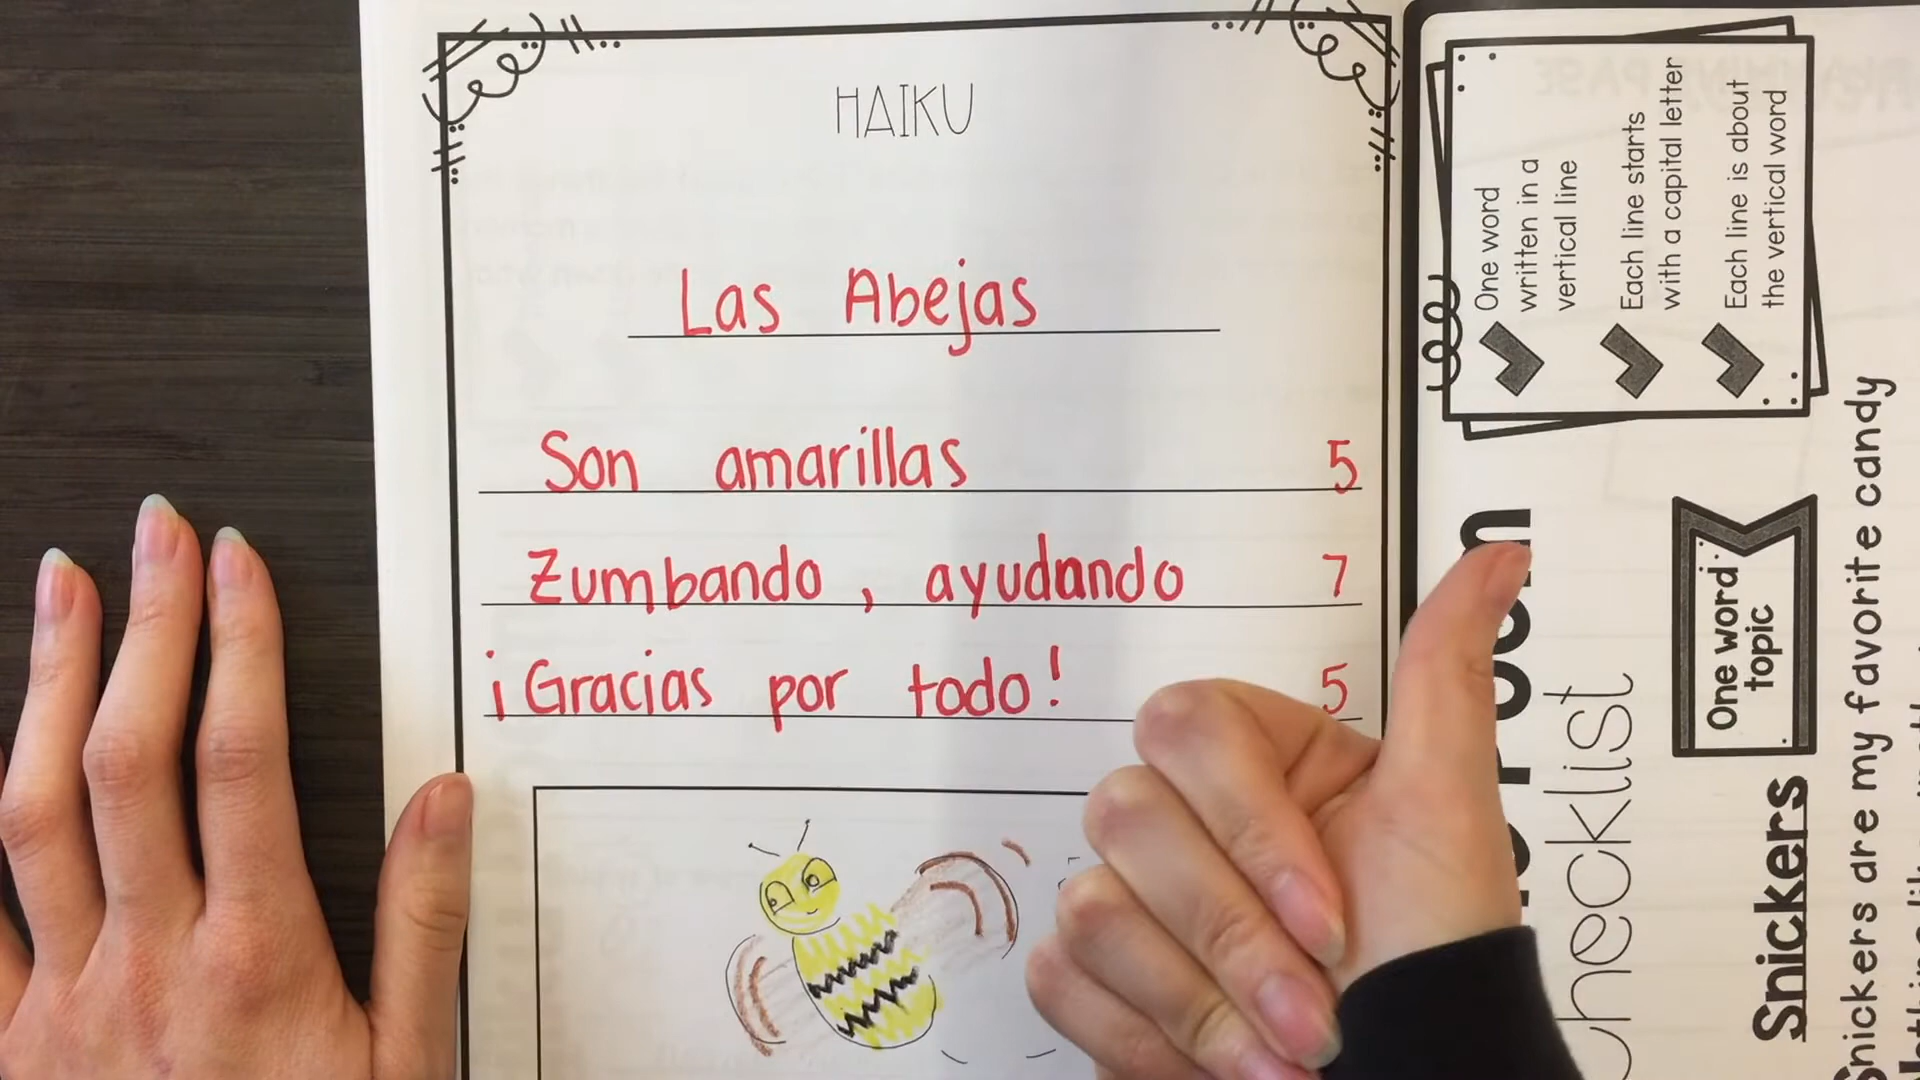 HAIKU
Las Abejas
Son amarillas 5
Zumbando, ayudando 7
¡Gracias por todo! 5
One word
written in a
vertical line
Each line starts
with a capital letter
Each line is about
the vertical word
checklist
One word
topic
Snickers
Snickers are my favorite candy